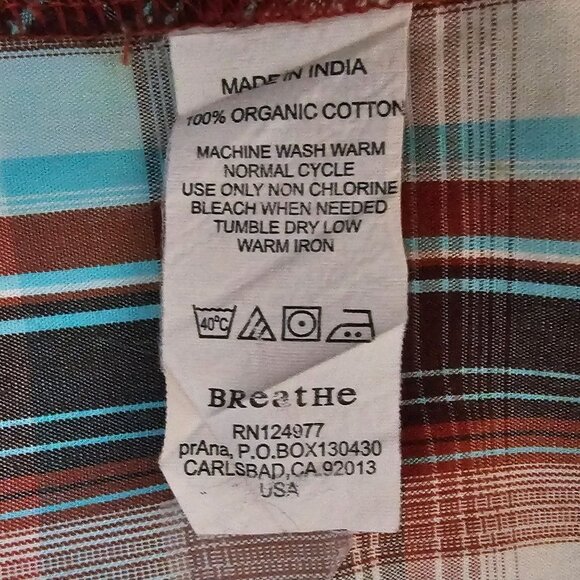 MADE IN INDIA
100% ORGANIC COTTON
MACHINE WASH WARM
NORMAL CYCLE
USE ONLY NON CHLORINE
BLEACH WHEN NEEDED
TUMBLE DRY LOW
WARM IRON
40°C
BReatHe
RN124977
prAna, P.O.BOX130430
CARLSBAD,CA.92013
USA